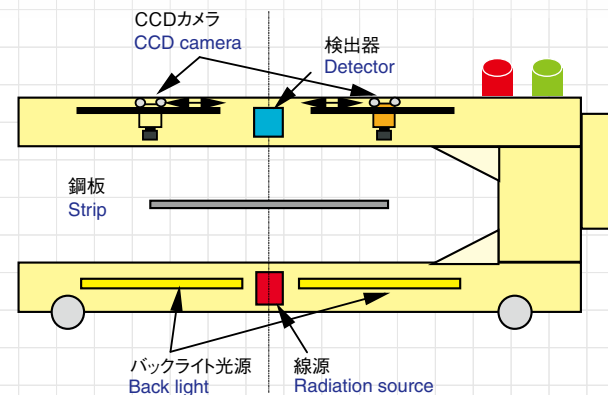 CCDカメラ
CCD camera
検出器
Detector
鋼板
Strip
バックライト光源
Back light
線源
Radiation source